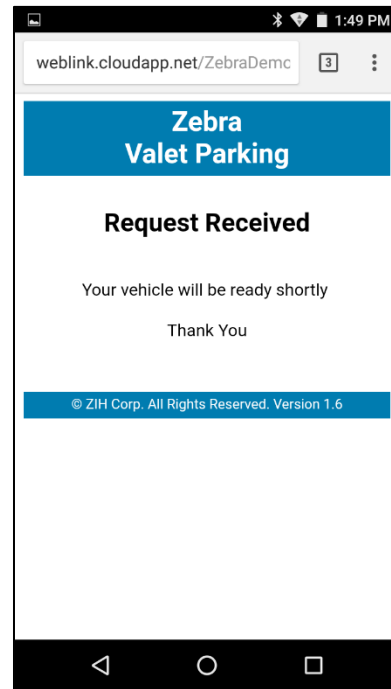 1:49 PM
weblink.cloudapp.net/ZebraDemo
3
Zebra
Valet Parking
Request Received
Your vehicle will be ready shortly
Thank You
© ZIH Corp. All Rights Reserved. Version 1.6